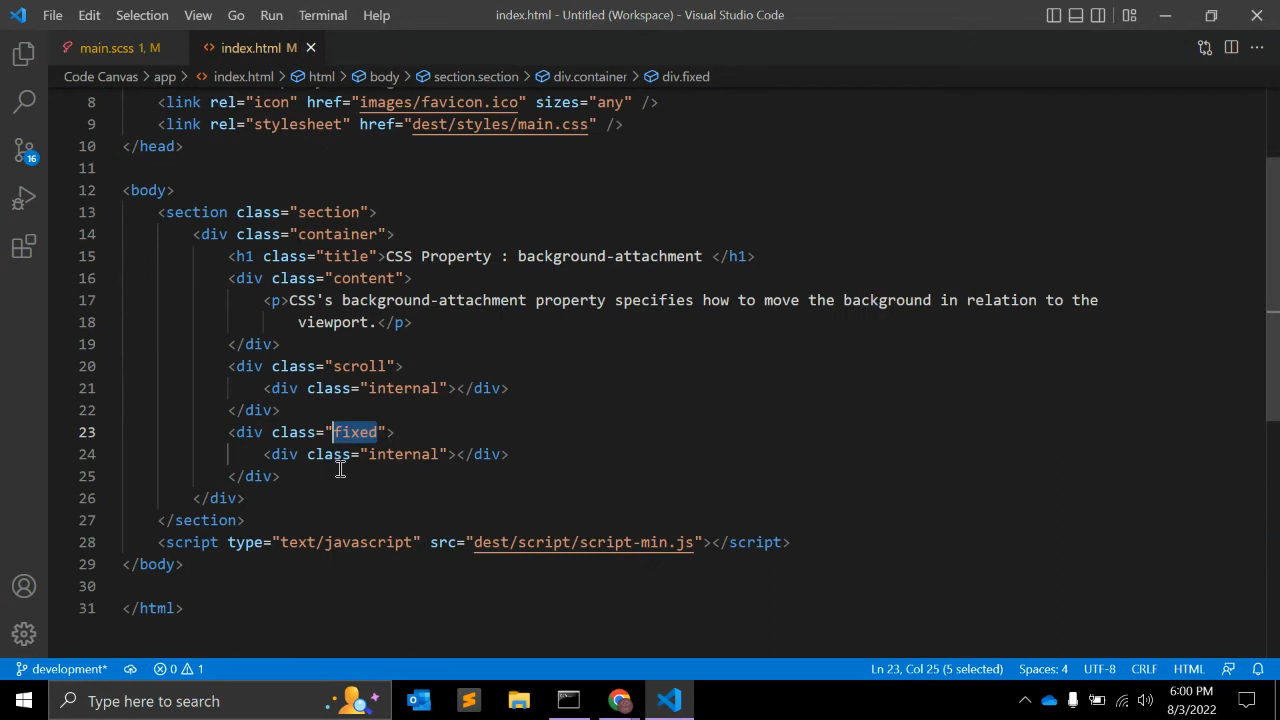 File Edit Selection View Go Run Terminal Help index.html - Untitled (Workspace) - Visual Studio Code
main.scss 1, M index.html M
Code Canvas app index.html html body section.section div.container div.fixed
8 <link rel="icon" href="images/favicon.ico" sizes="any" />
9 <link rel="stylesheet" href="dest/styles/main.css" />
10 </head>
11
12 <body>
13 <section class="section">
14 <div class="container">
15 <h1 class="title">CSS Property : background-attachment </h1>
16 <div class="content">
17 <p>CSS's background-attachment property specifies how to move the background in relation to the
18 viewport.</p>
19 </div>
20 <div class="scroll">
21 <div class="internal"></div>
22 </div>
23 <div class="fixed">
24 <div class="internal"></div>
25 </div>
26 </div>
27 </section>
28 <script type="text/javascript" src="dest/script/script-min.js"></script>
29 </body>
30
31 </html>
16
development* 0 1 Ln 23, Col 25 (5 selected) Spaces: 4 UTF-8 CRLF HTML
Type here to search
6:00 PM
8/3/2022